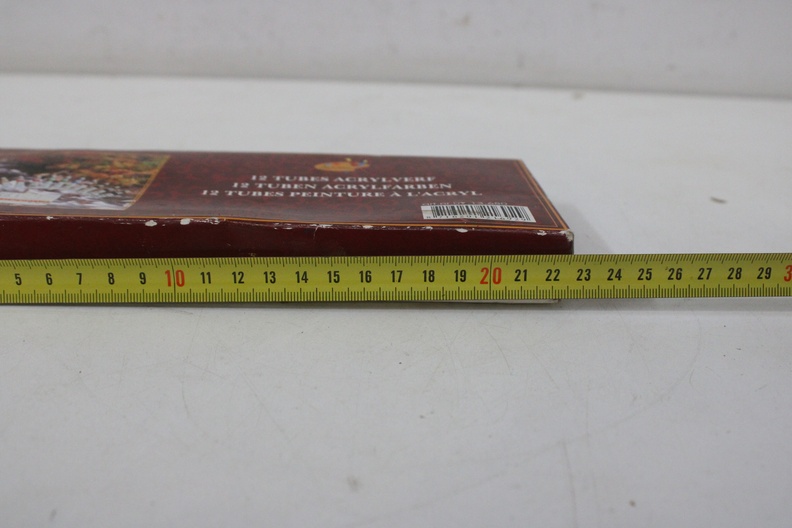 12 TUBES ACRYLVERF
12 TUBEN ACRYLFARBEN
12 TUBES PEINTURE À L'ACRYL
5 6 7 8 9 10 11 12 13 14 15 16 17 18 19 20 21 22 23 24 25 26 27 28 29 3